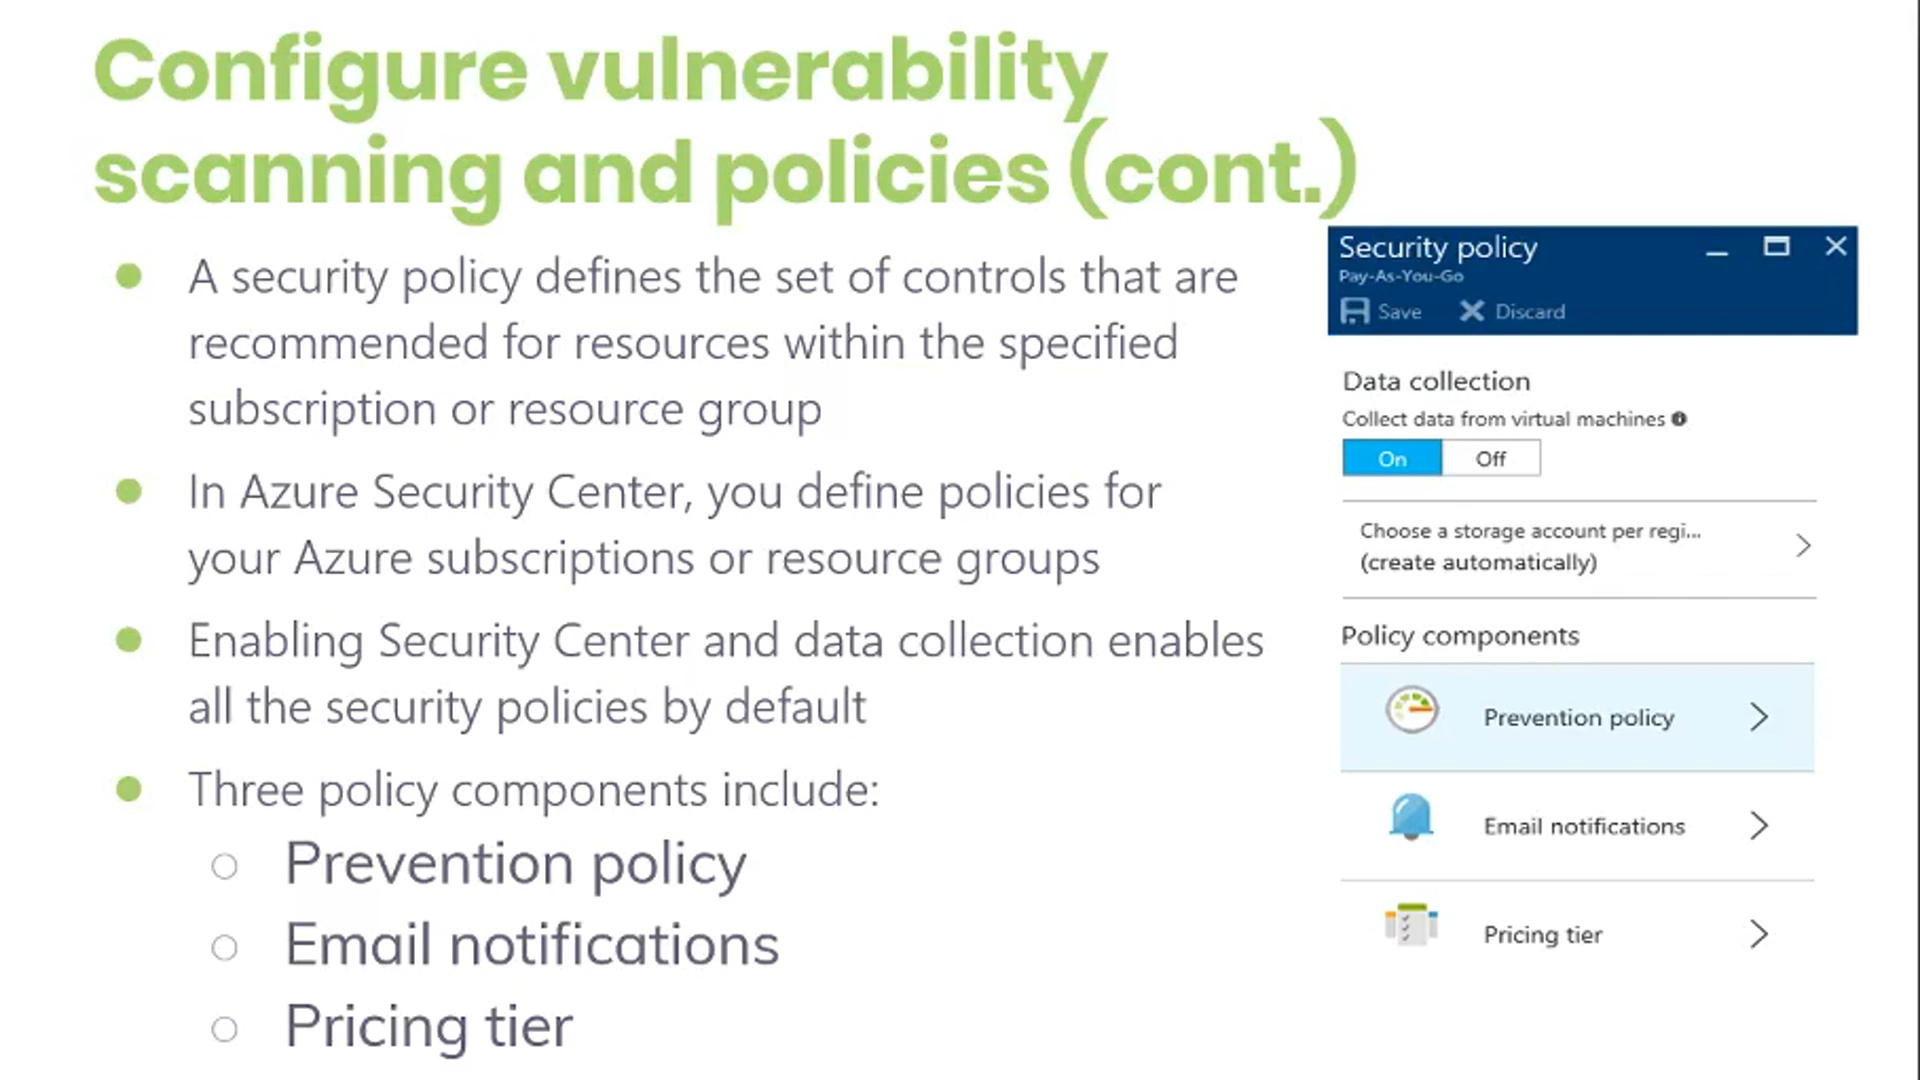 Configure vulnerability
scanning and policies (cont.)
A security policy defines the set of controls that are
recommended for resources within the specified
subscription or resource group
In Azure Security Center, you define policies for
your Azure subscriptions or resource groups
Enabling Security Center and data collection enables
all the security policies by default
Three policy components include:
Prevention policy
Email notifications
Pricing tier
Security policy
Pay-As-You-Go
Save Discard
Data collection
Collect data from virtual machines
On Off
Choose a storage account per regi...
(create automatically)
Policy components
Prevention policy
Email notifications
Pricing tier